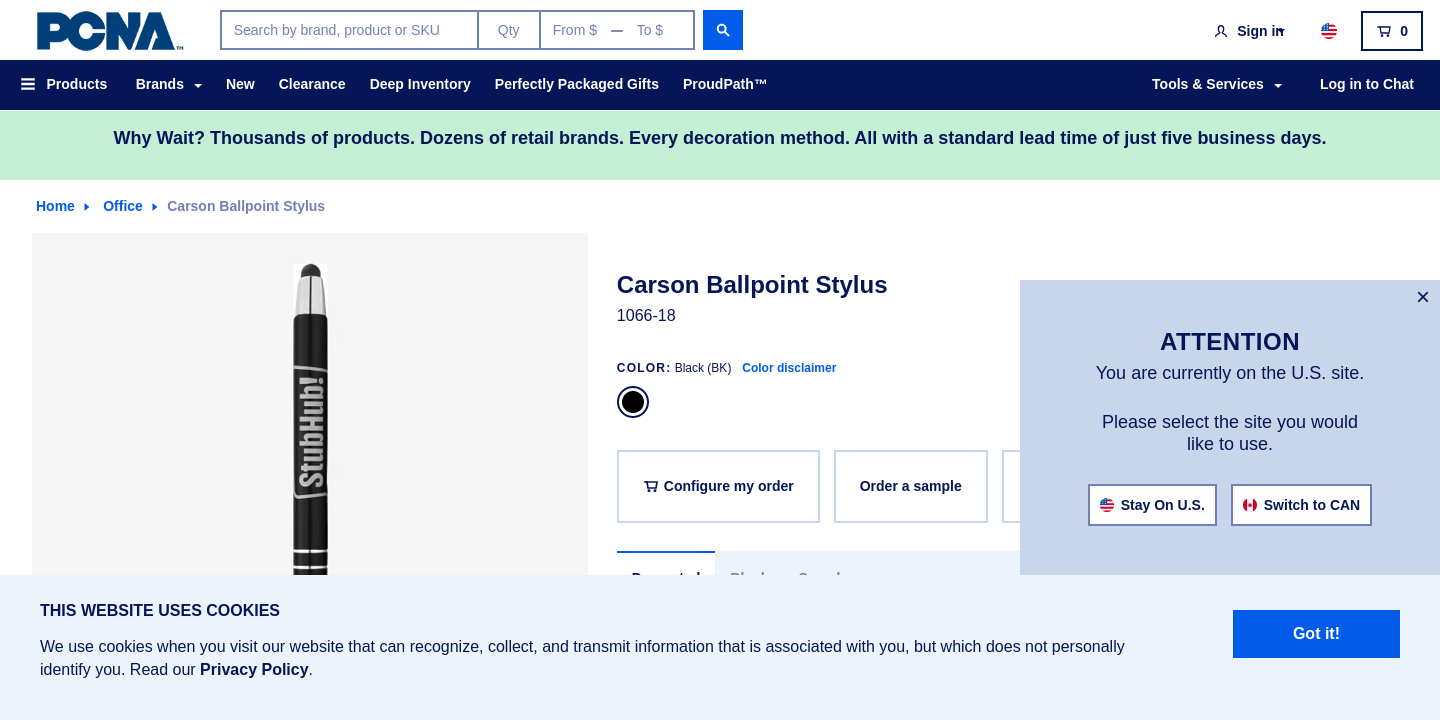 PCNA™
Search by brand, product or SKU
Qty
From $ — To $
Sign in
0
Products
Brands
New
Clearance
Deep Inventory
Perfectly Packaged Gifts
ProudPath™
Tools & Services
Log in to Chat
Why Wait? Thousands of products. Dozens of retail brands. Every decoration method. All with a standard lead time of just five business days.
Home
Office
Carson Ballpoint Stylus
StubHub!
Carson Ballpoint Stylus
1066-18
COLOR: Black (BK) Color disclaimer
Configure my order
Order a sample
×
ATTENTION
You are currently on the U.S. site.
Please select the site you would
like to use.
Stay On U.S.
Switch to CAN
THIS WEBSITE USES COOKIES
We use cookies when you visit our website that can recognize, collect, and transmit information that is associated with you, but which does not personally
identify you. Read our Privacy Policy.
Got it!